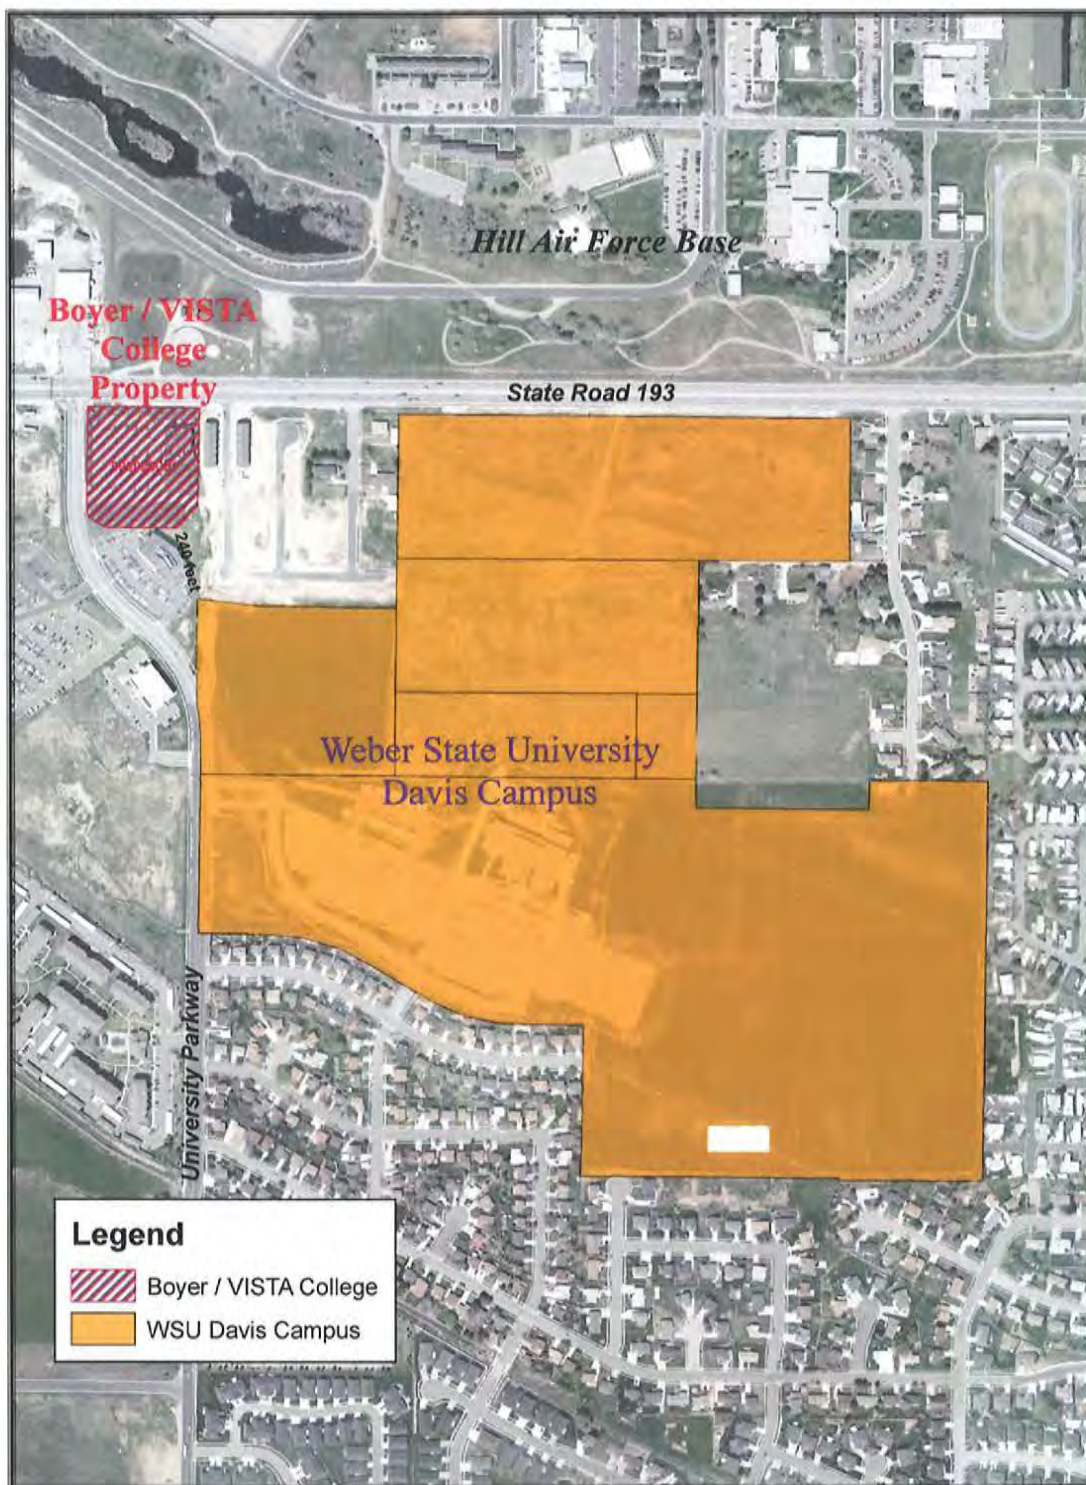 Hill Air Force Base
Boyer / VISTA
College
Property
State Road 193
240 feet
Weber State University
Davis Campus
University Parkway
Legend
Boyer / VISTA College
WSU Davis Campus